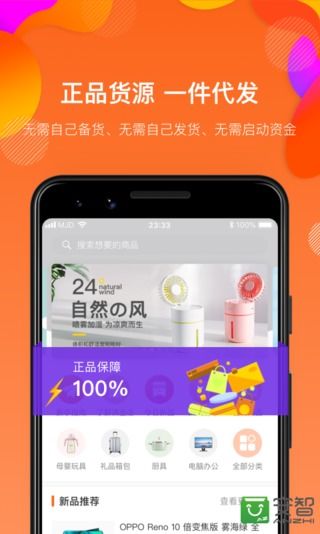 正品货源 一件代发
无需自己备货、无需自己发货、无需启动资金
MJD
23:33
100%
搜索想要的商品
24 natural wind
自然的风
喷雾加湿 为凉爽而生
正品保障
100%
母婴玩具
礼品箱包
厨具
电脑办公
全部分类
新品推荐
查看
安智
ANZHI
OPPO Reno 10 倍变焦版 雾海绿 全